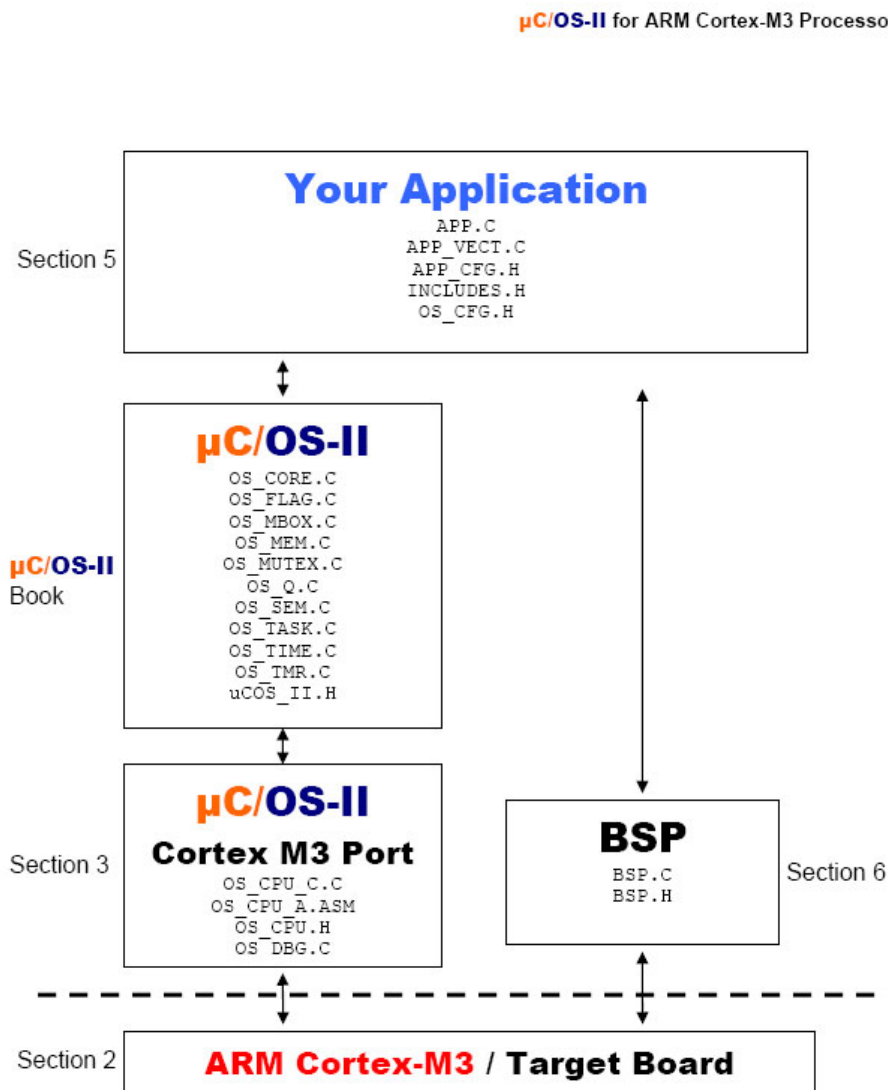 µC/OS-II for ARM Cortex-M3 Processo
Your Application
APP.C
APP_VECT.C
APP_CFG.H
INCLUDES.H
OS_CFG.H
Section 5
µC/OS-II
OS_CORE.C
OS_FLAG.C
OS_MBOX.C
OS_MEM.C
OS_MUTEX.C
OS_Q.C
OS_SEM.C
OS_TASK.C
OS_TIME.C
OS_TMR.C
uCOS_II.H
µC/OS-II
Book
µC/OS-II
Cortex M3 Port
OS_CPU_C.C
OS_CPU_A.ASM
OS_CPU.H
OS_DBG.C
Section 3
BSP
BSP.C
BSP.H
Section 6
Section 2
ARM Cortex-M3 / Target Board